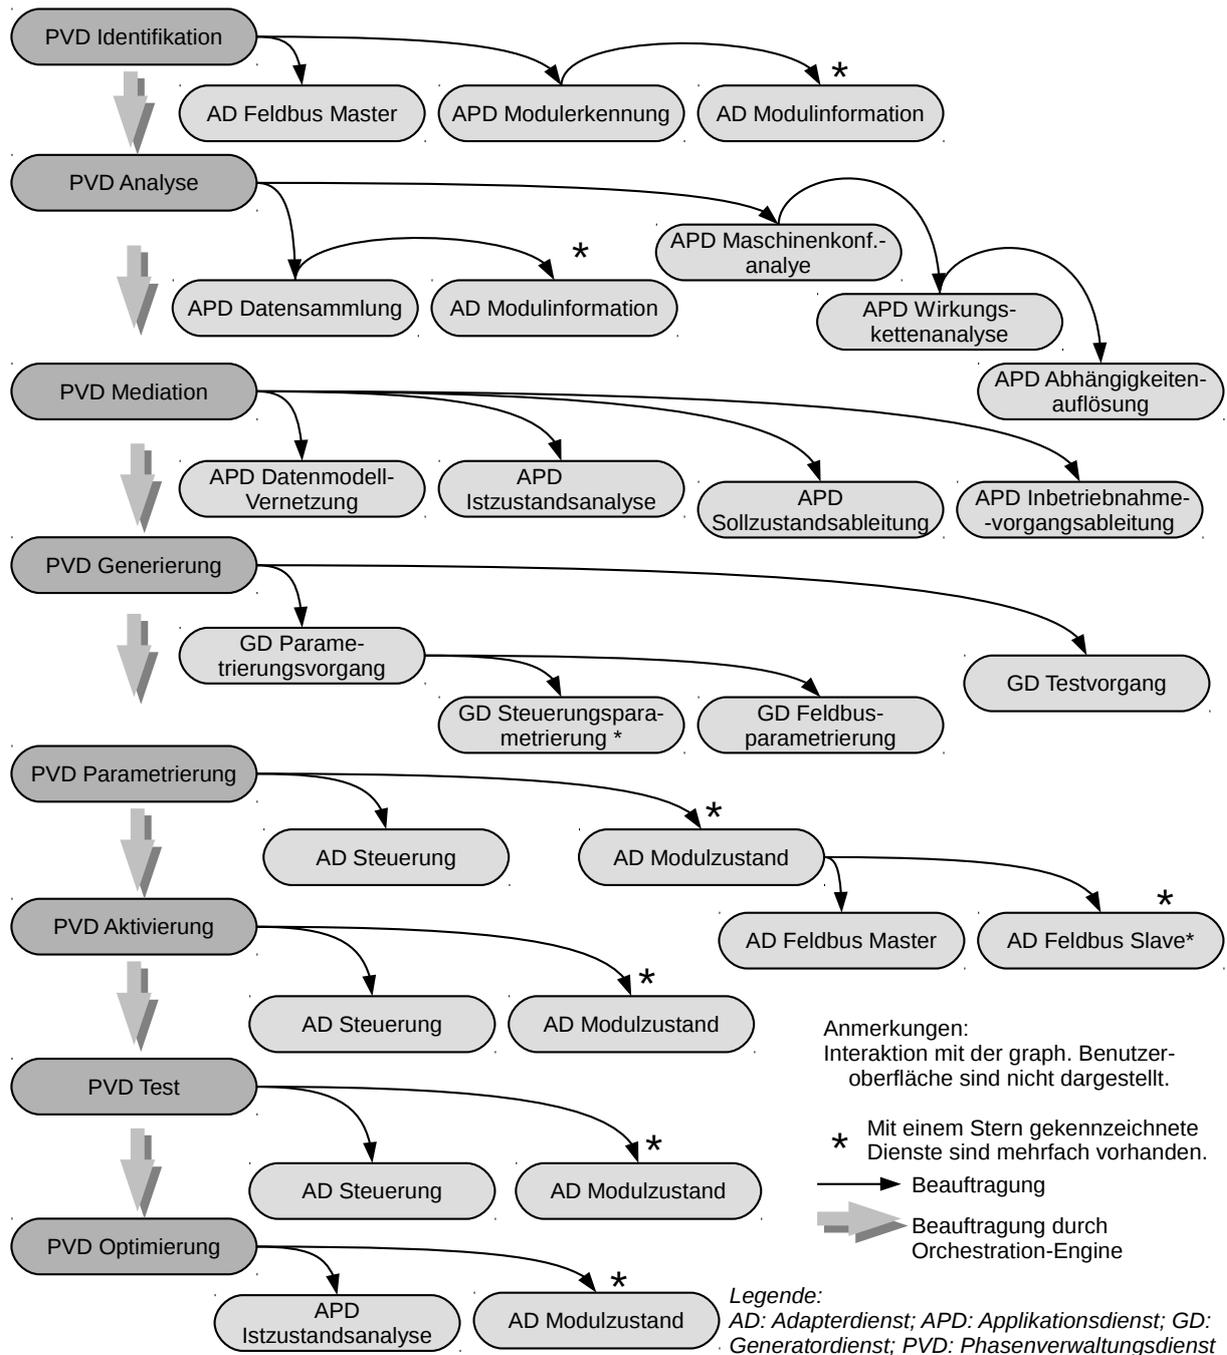 PVD Identifikation
*
AD Feldbus Master
APD Modulerkennung
AD Modulinformation
PVD Analyse
APD Maschinenkonf.-
analye
*
APD Datensammlung
AD Modulinformation
APD Wirkungs-
kettenanalyse
APD Abhängigkeiten-
auflösung
PVD Mediation
APD Datenmodell-
Vernetzung
APD
Istzustandsanalyse
APD
Sollzustandsableitung
APD Inbetriebnahme-
-vorgangsableitung
PVD Generierung
GD Parame-
trierungsvorgang
GD Testvorgang
GD Steuerungspara-
metrierung *
GD Feldbus-
parametrierung
PVD Parametrierung
*
AD Steuerung
AD Modulzustand
*
AD Feldbus Master
AD Feldbus Slave*
PVD Aktivierung
*
AD Steuerung
AD Modulzustand
PVD Test
*
AD Steuerung
AD Modulzustand
PVD Optimierung
*
APD
Istzustandsanalyse
AD Modulzustand
Anmerkungen:
Interaktion mit der graph. Benutzer-
oberfläche sind nicht dargestellt.
* Mit einem Stern gekennzeichnete
Dienste sind mehrfach vorhanden.
Beauftragung
Beauftragung durch
Orchestration-Engine
Legende:
AD: Adapterdienst; APD: Applikationsdienst; GD:
Generatordienst; PVD: Phasenverwaltungsdienst